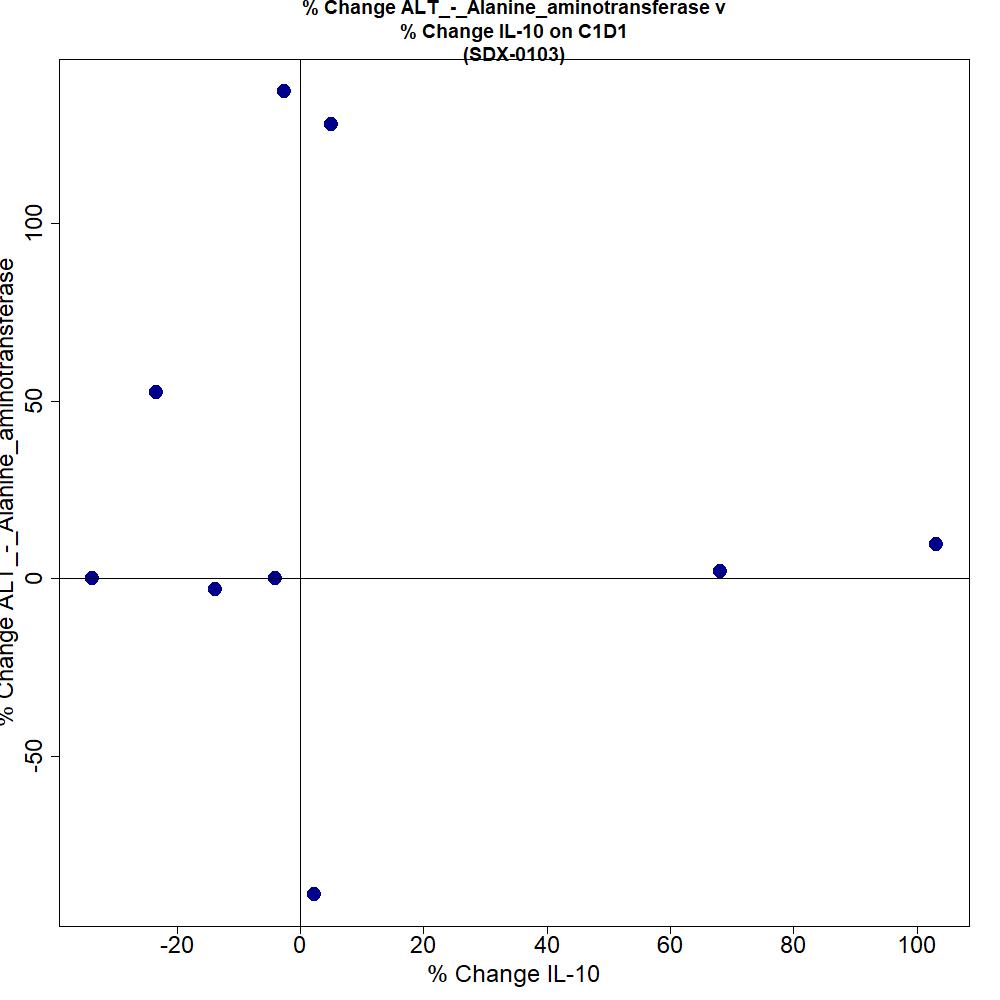 % Change ALT_-_Alanine_aminotransferase v
% Change IL-10 on C1D1
(SDX-0103)
% Change ALT_-_Alanine_aminotransferase
100
50
0
-50
-20
0
20
40
60
80
100
% Change IL-10